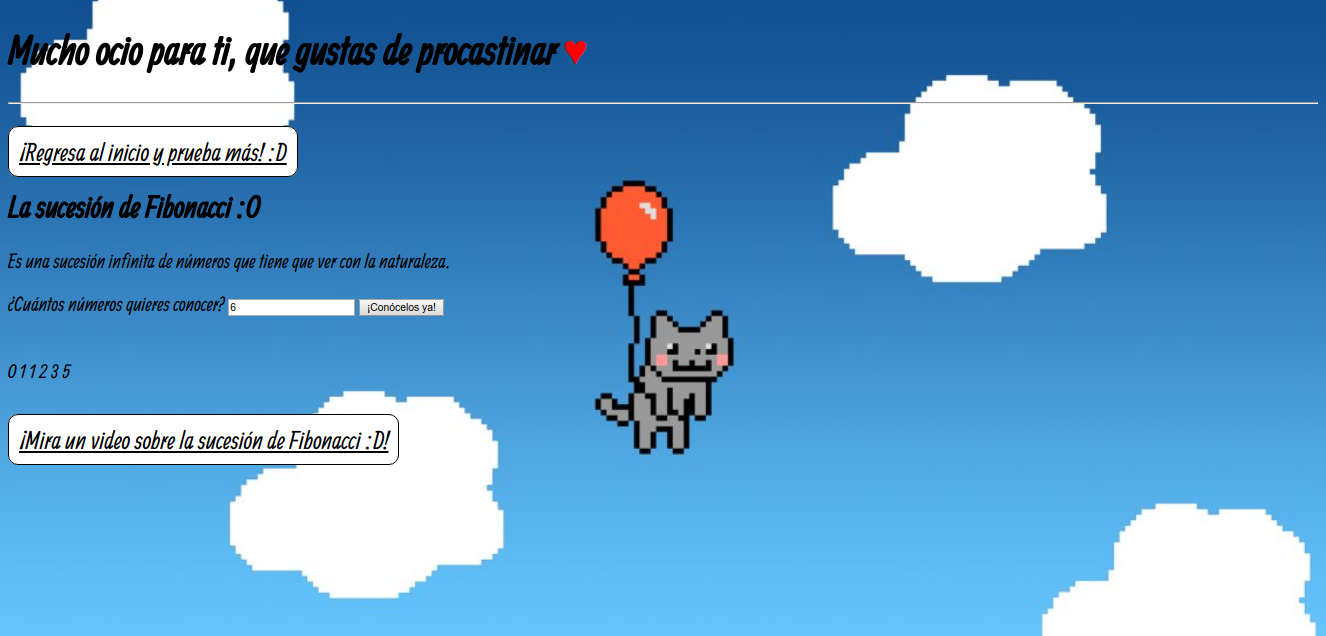 Mucho ocio para ti, que gustas de procastinar ♥
¡Regresa al inicio y prueba más! :D
La sucesión de Fibonacci :O
Es una sucesión infinita de números que tiene que ver con la naturaleza.
¿Cuántos números quieres conocer? 6 ¡Conócelos ya!
0 1 1 2 3 5
¡Mira un video sobre la sucesión de Fibonacci :D!